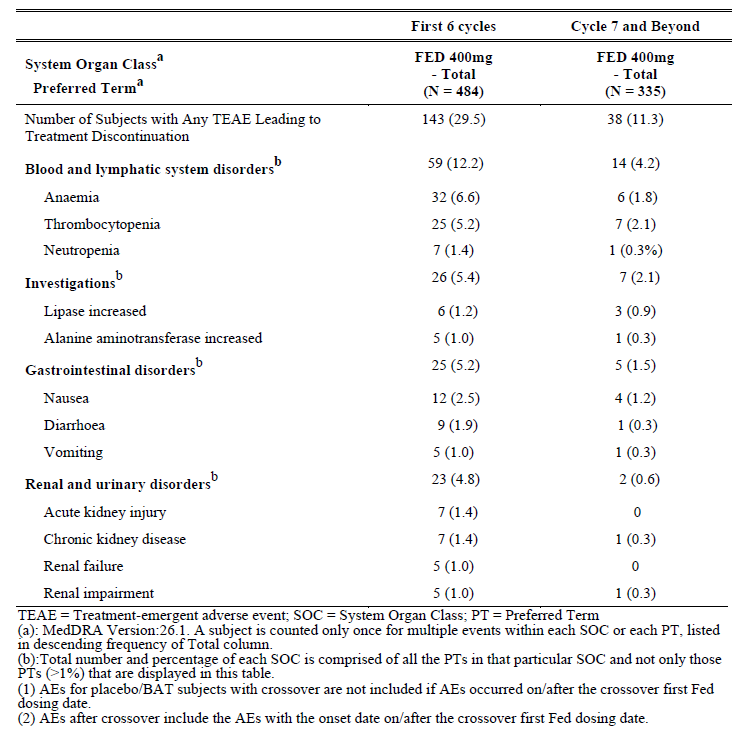 First 6 cycles Cycle 7 and Beyond
System Organ Class^a FED 400mg FED 400mg
Preferred Term^a - Total - Total
(N = 484) (N = 335)
Number of Subjects with Any TEAE Leading to 143 (29.5) 38 (11.3)
Treatment Discontinuation
Blood and lymphatic system disorders^b 59 (12.2) 14 (4.2)
Anaemia 32 (6.6) 6 (1.8)
Thrombocytopenia 25 (5.2) 7 (2.1)
Neutropenia 7 (1.4) 1 (0.3%)
Investigations^b 26 (5.4) 7 (2.1)
Lipase increased 6 (1.2) 3 (0.9)
Alanine aminotransferase increased 5 (1.0) 1 (0.3)
Gastrointestinal disorders^b 25 (5.2) 5 (1.5)
Nausea 12 (2.5) 4 (1.2)
Diarrhoea 9 (1.9) 1 (0.3)
Vomiting 5 (1.0) 1 (0.3)
Renal and urinary disorders^b 23 (4.8) 2 (0.6)
Acute kidney injury 7 (1.4) 0
Chronic kidney disease 7 (1.4) 1 (0.3)
Renal failure 5 (1.0) 0
Renal impairment 5 (1.0) 1 (0.3)
TEAE = Treatment-emergent adverse event; SOC = System Organ Class; PT = Preferred Term
(a): MedDRA Version:26.1. A subject is counted only once for multiple events within each SOC or each PT, listed
in descending frequency of Total column.
(b):Total number and percentage of each SOC is comprised of all the PTs in that particular SOC and not only those
PTs (>1%) that are displayed in this table.
(1) AEs for placebo/BAT subjects with crossover are not included if AEs occurred on/after the crossover first Fed
dosing date.
(2) AEs after crossover include the AEs with the onset date on/after the crossover first Fed dosing date.